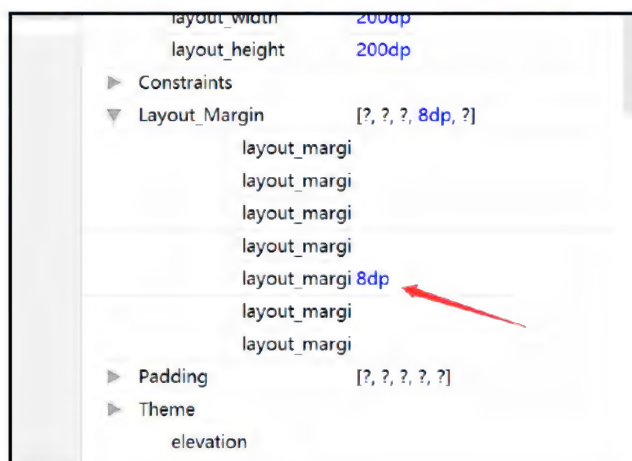 layout_width 200dp
layout_height 200dp
Constraints
Layout_Margin [?, ?, ?, 8dp, ?]
layout_margi
layout_margi
layout_margi
layout_margi
layout_margi 8dp
layout_margi
layout_margi
Padding [?, ?, ?, ?, ?]
Theme
elevation